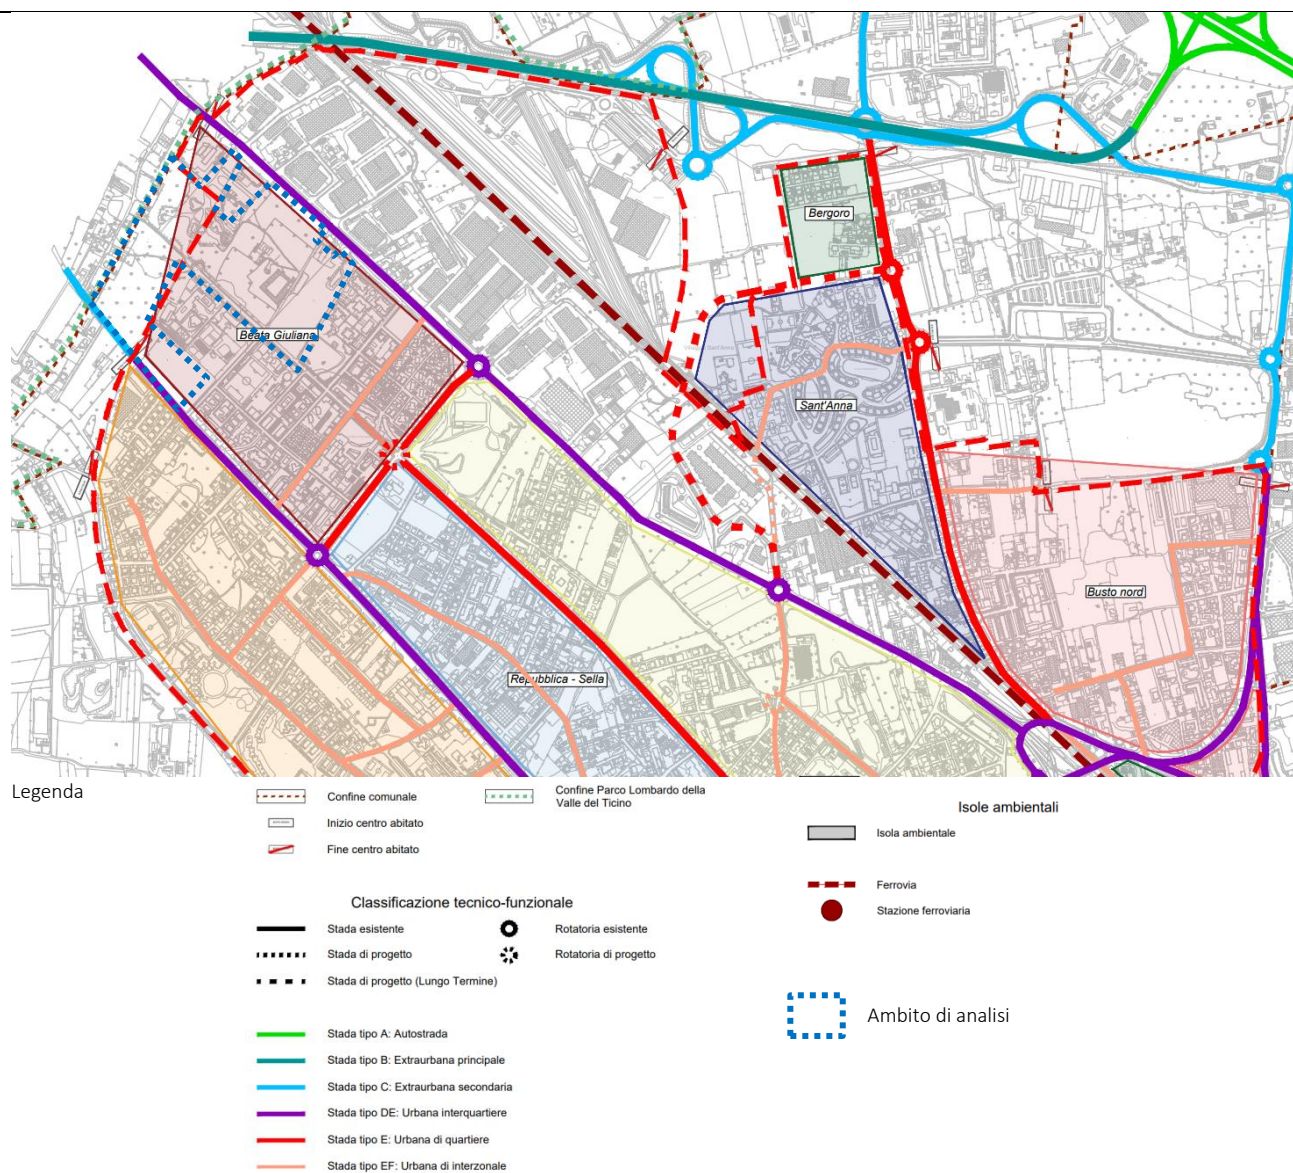 Bergoro
Beata Giuliana
Sant'Anna
Busto nord
Repubblica - Sella
Legenda
Confine comunale
Inizio centro abitato
Fine centro abitato
Confine Parco Lombardo della
Valle del Ticino
Isole ambientali
Isola ambientale
Ferrovia
Stazione ferroviaria
Classificazione tecnico-funzionale
Stada esistente
Rotatoria esistente
Stada di progetto
Rotatoria di progetto
Stada di progetto (Lungo Termine)
Ambito di analisi
Stada tipo A: Autostrada
Stada tipo B: Extraurbana principale
Stada tipo C: Extraurbana secondaria
Stada tipo DE: Urbana interquartiere
Stada tipo E: Urbana di quartiere
Stada tipo EF: Urbana di interzonale